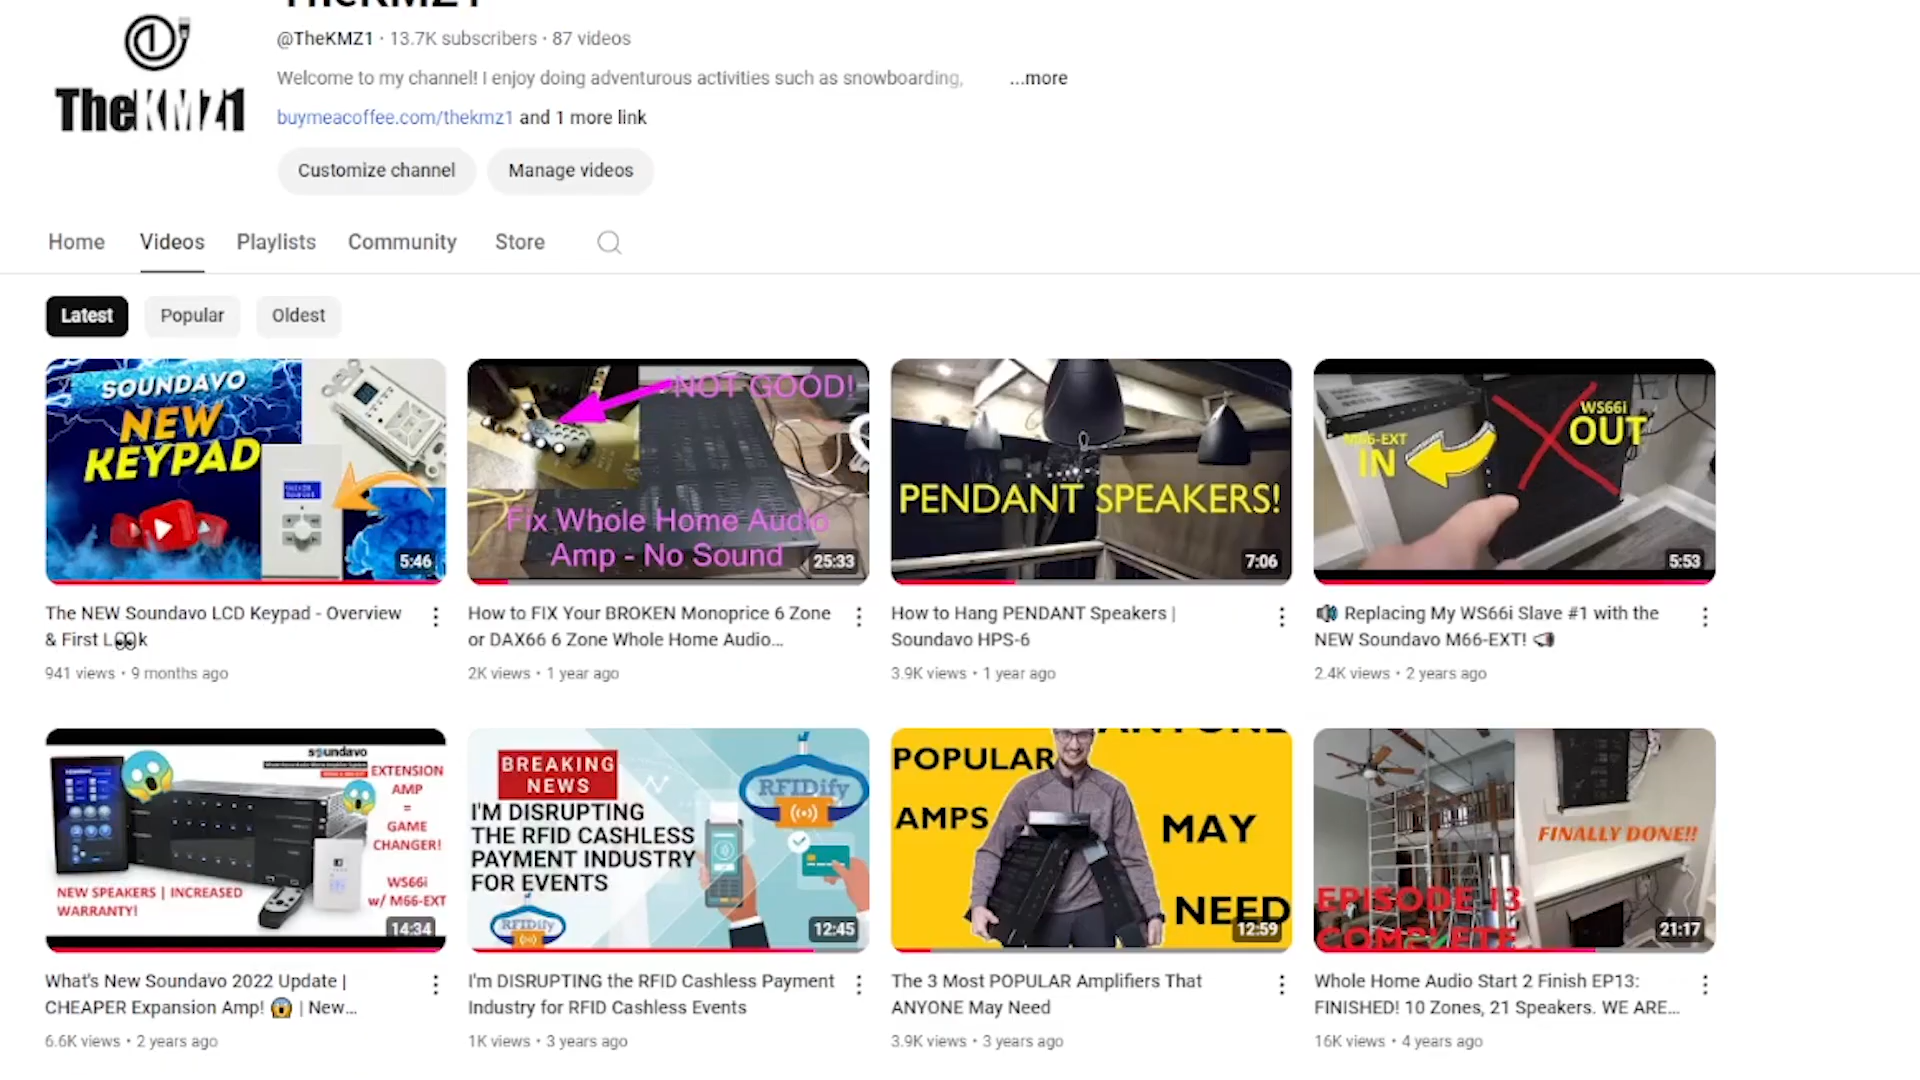 TheKMZ1
TheKMZ1
@TheKMZ1 · 13.7K subscribers · 87 videos
Welcome to my channel! I enjoy doing adventurous activities such as snowboarding, ...more
buymeacoffee.com/thekmz1 and 1 more link
Customize channel
Manage videos
Home
Videos
Playlists
Community
Store
Latest
Popular
Oldest
SOUNDAVO
NEW
KEYPAD
5:46
NOT GOOD!
Fix Whole Home Audio
Amp - No Sound
25:33
PENDANT SPEAKERS!
7:06
WS66i
OUT
M66-EXT
IN
5:53
The NEW Soundavo LCD Keypad - Overview
& First L👀k
941 views • 9 months ago
How to FIX Your BROKEN Monoprice 6 Zone
or DAX66 6 Zone Whole Home Audio...
2K views • 1 year ago
How to Hang PENDANT Speakers |
Soundavo HPS-6
3.9K views • 1 year ago
🔊 Replacing My WS66i Slave #1 with the
NEW Soundavo M66-EXT! 📢
2.4K views • 2 years ago
soundavo
EXTENSION
AMP
=
GAME
CHANGER!
WS66i
w/ M66-EXT
NEW SPEAKERS | INCREASED
WARRANTY!
14:34
BREAKING
NEWS
I'M DISRUPTING
THE RFID CASHLESS
PAYMENT INDUSTRY
FOR EVENTS
RFIDify
RFIDify
12:45
ANYONE
POPULAR
AMPS
MAY
NEED
12:59
FINALLY DONE!!
EPISODE 13
COMPLETE
21:17
What's New Soundavo 2022 Update |
CHEAPER Expansion Amp! 😱 | New...
6.6K views • 2 years ago
I'm DISRUPTING the RFID Cashless Payment
Industry for RFID Cashless Events
1K views • 3 years ago
The 3 Most POPULAR Amplifiers That
ANYONE May Need
3.9K views • 3 years ago
Whole Home Audio Start 2 Finish EP13:
FINISHED! 10 Zones, 21 Speakers. WE ARE...
16K views • 4 years ago